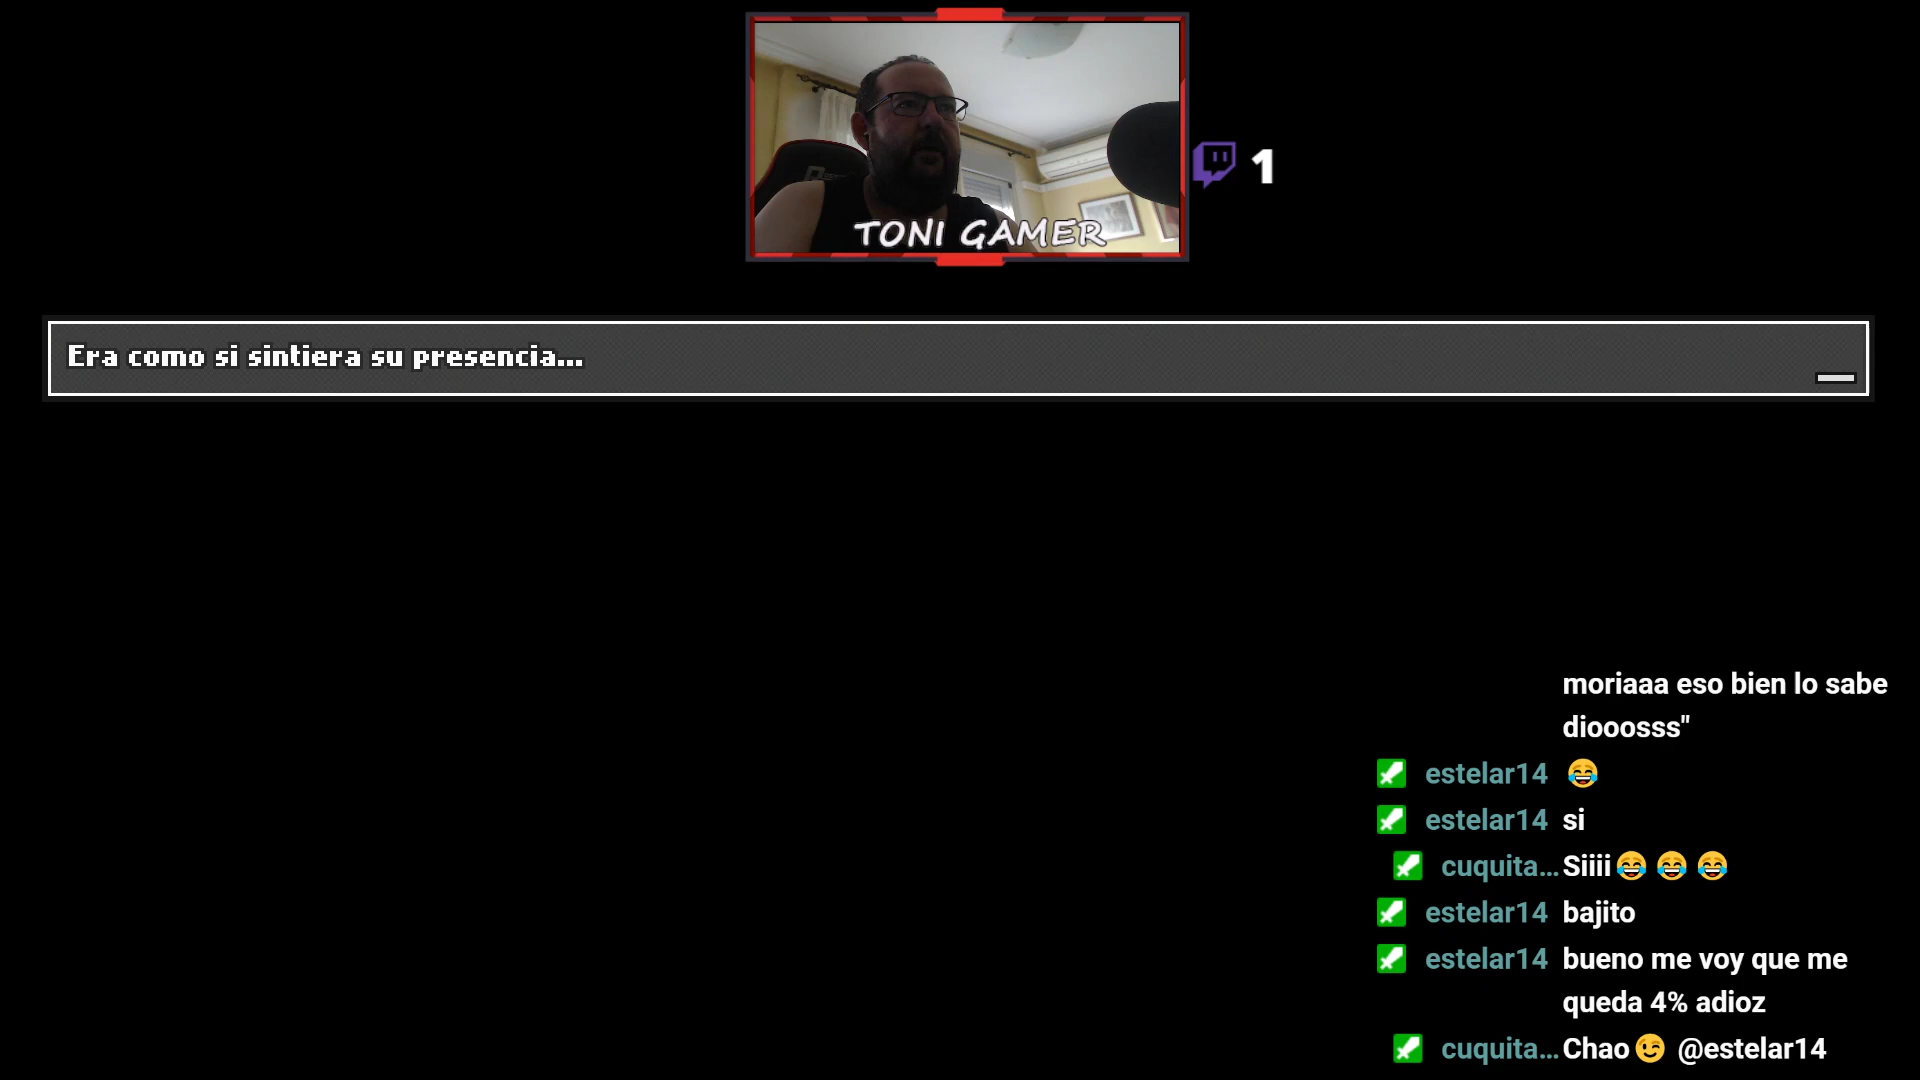 TONI GAMER
1
Era como si sintiera su presencia...
moriaaa eso bien lo sabe
diooosss"
estelar14 😂
estelar14 si
cuquita... Siiii😂 😂 😂
estelar14 bajito
estelar14 bueno me voy que me
queda 4% adioz
cuquita... Chao😉 @estelar14